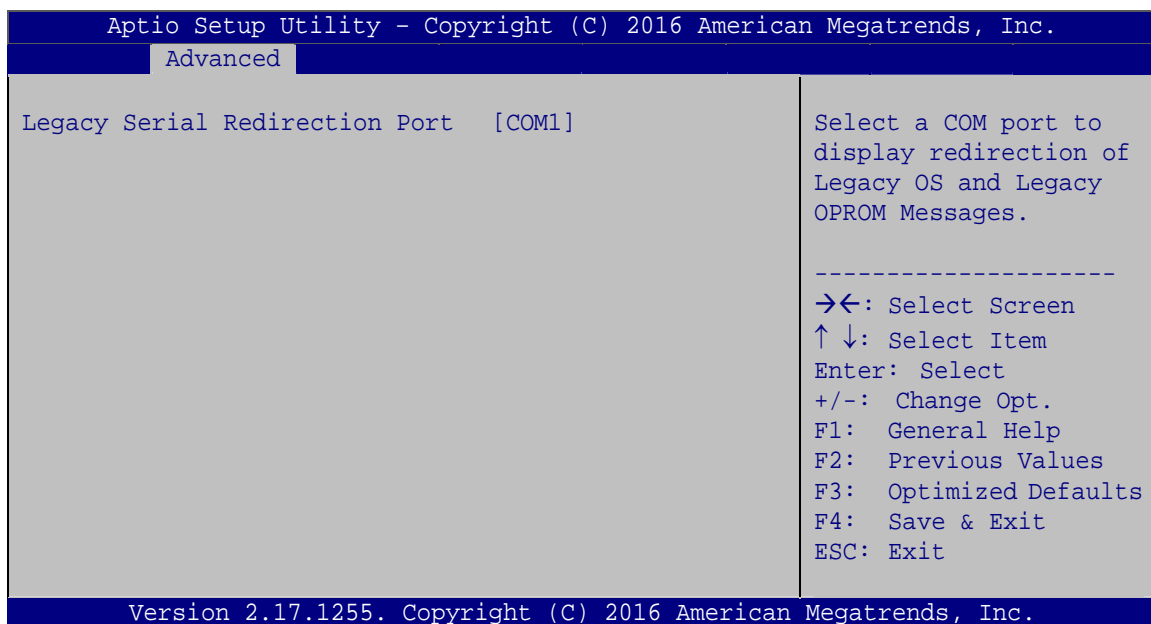 Aptio Setup Utility – Copyright (C) 2016 American Megatrends, Inc.
Advanced
Legacy Serial Redirection Port [COM1]
Select a COM port to
display redirection of
Legacy OS and Legacy
OPROM Messages.
---------------------
→←: Select Screen
↑ ↓: Select Item
Enter: Select
+/-: Change Opt.
F1: General Help
F2: Previous Values
F3: Optimized Defaults
F4: Save & Exit
ESC: Exit
Version 2.17.1255. Copyright (C) 2016 American Megatrends, Inc.